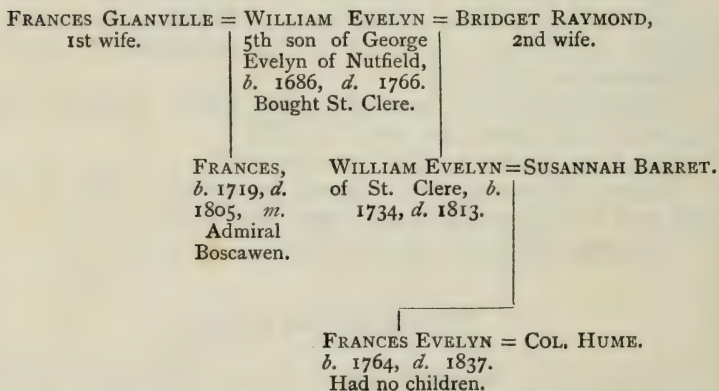 FRANCES GLANVILLE = WILLIAM EVELYN = BRIDGET RAYMOND,
1st wife.
5th son of George
Evelyn of Nutfield,
b. 1686, d. 1766.
Bought St. Clere.
2nd wife.
FRANCES,
b. 1719, d.
1805, m.
Admiral
Boscawen.
WILLIAM EVELYN=SUSANNAH BARRET.
of St. Clere, b.
1734, d. 1813.
FRANCES EVELYN = COL. HUME.
b. 1764, d. 1837.
Had no children.